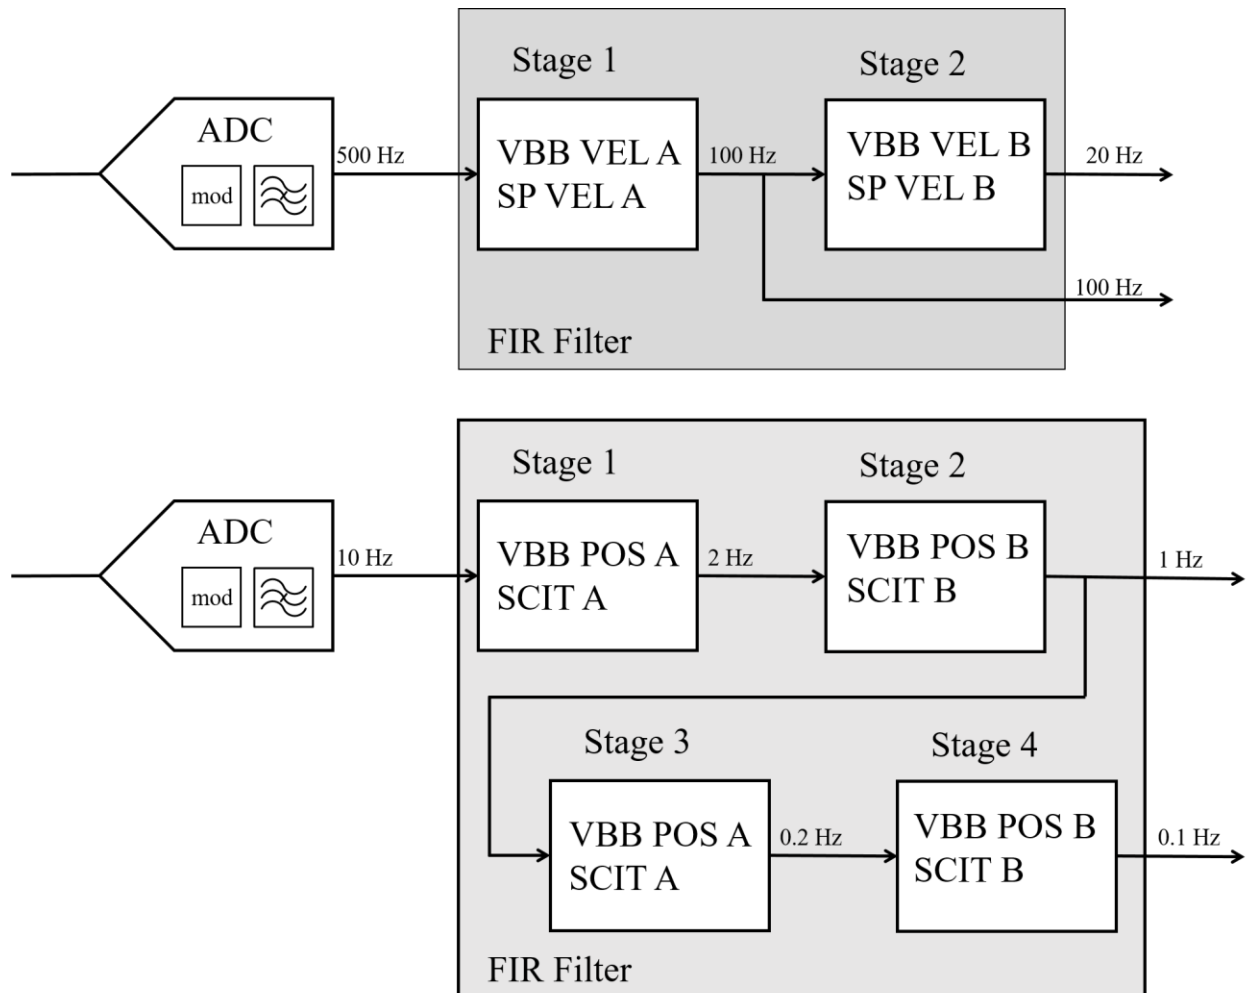 Stage 1
Stage 2
ADC
mod
500 Hz
VBB VEL A
SP VEL A
100 Hz
VBB VEL B
SP VEL B
20 Hz
100 Hz
FIR Filter
Stage 1
Stage 2
ADC
mod
10 Hz
VBB POS A
SCIT A
2 Hz
VBB POS B
SCIT B
1 Hz
Stage 3
Stage 4
VBB POS A
SCIT A
0.2 Hz
VBB POS B
SCIT B
0.1 Hz
FIR Filter